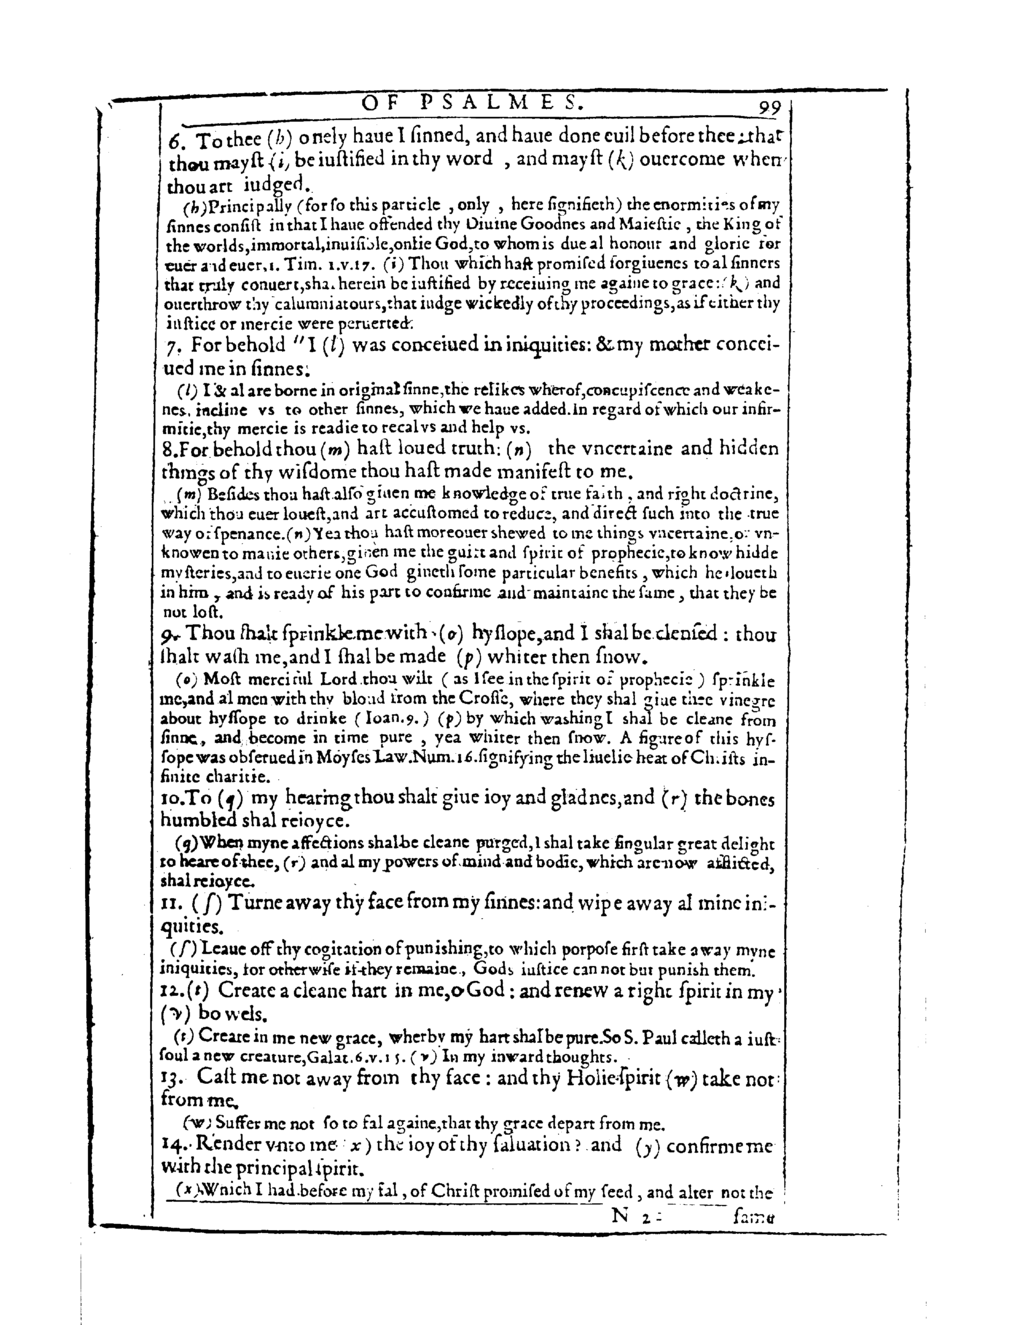 OF PSALMES. 99
6. To thee (h) onely haue I ſinned, and haue done euil before thee: that
thou mayſt (i) be iuſtified in thy word , and mayſt (k) ouercome when
thou art iudged.
(h)Principally (for ſo this particle , only , here ſignifieth) the enormities of my
ſinnes conſiſt in that I haue offended thy Diuine Goodnes and Maieſtie , the King of
the worlds,immortal,inuiſible,onlie God,to whom is due al honour and glorie for
euer and euer,1. Tim. 1.v.17. (i) Thou which haſt promiſed forgiuenes to al ſinners
that truly conuert,shal herein be iuſtified by receiuing me againe to grace: (k) and
ouerthrow thy calumniatours,that iudge wickedly of thy proceedings,as if either thy
iuſtice or mercie were peruerted.
7. For behold "I (l) was conceiued in iniquities: & my mother concei-
ued me in ſinnes.
(l) I & al are borne in original ſinne,the relikes wherof,concupiſcence and weake-
nes, incline vs to other ſinnes, which we haue added.In regard of which our infir-
mitie,thy mercie is readie to recal vs and help vs.
8.For behold thou (m) haſt loued truth: (n) the vncertaine and hidden
things of thy wiſdome thou haſt made manifeſt to me.
(m) Beſides thou haſt alſo giuen me knowledge of true faith , and right doctrine,
which thou euer loueſt,and art accuſtomed to reduce, and direct ſuch into the true
way of penance.(n)Yea thou haſt moreouer shewed to me things vncertaine,or vn-
knowen to manie others,giuen me the guift and ſpirit of prophecie,to know hidde
myſteries,and to euerie one God giueth ſome particular benefits , which he loueth
in him , and is ready of his part to confirme and maintaine the ſame , that they be
not loſt.
9. Thou ſhalt ſprinkle me with (o) hyſſope,and I shal be clenſed : thou
ſhalt waſh me,and I ſhal be made (p) whiter then ſnow.
(o) Moſt merciful Lord thou wilt ( as I ſee in the ſpirit of prophecie ) ſprinkle
me,and al men with thy bloud from the Croſſe, where they shal giue thee vinegre
about hyſſope to drinke ( Ioan.9. ) (p) by which washing I shal be cleane from
ſinne, and become in time pure , yea whiter then ſnow. A figure of this hyſ-
ſope was obſerued in Moyſes Law.Num.16.ſignifying the liuelie heat of Chriſts in-
finite charitie.
10.To (q) my hearing thou shalt giue ioy and gladnes,and (r) the bones
humbled shal reioyce.
(q)When myne affections shal be cleane purged,I shal take ſingular great delight
to heare of thee, (r) and al my powers of mind and bodie, which are now afflicted,
shal reioyce.
11. (ſ) Turne away thy face from my ſinnes: and wipe away al mine ini-
quities.
(ſ) Leaue off thy cogitation of punishing,to which porpoſe firſt take away myne
iniquities, for otherwiſe if they remaine , Gods iuſtice can not but punish them.
12.(t) Create a cleane hart in me,o God : and renew a right ſpirit in my
(v) bowels.
(t) Create in me new grace, wherby my hart shal be pure.So S. Paul calleth a iuſt
ſoul a new creature,Galat.6.v.15. (v) In my inward thoughts.
13. Caſt me not away from thy face : and thy Holie ſpirit (w) take not
from me.
(w) Suffer me not ſo to fal againe,that thy grace depart from me.
14. Render vnto me x) the ioy of thy ſaluation : and (y) confirme me
with the principal ſpirit.
(x) Which I had before my fal , of Chriſt promiſed of my ſeed , and alter not the
N 2 ſame